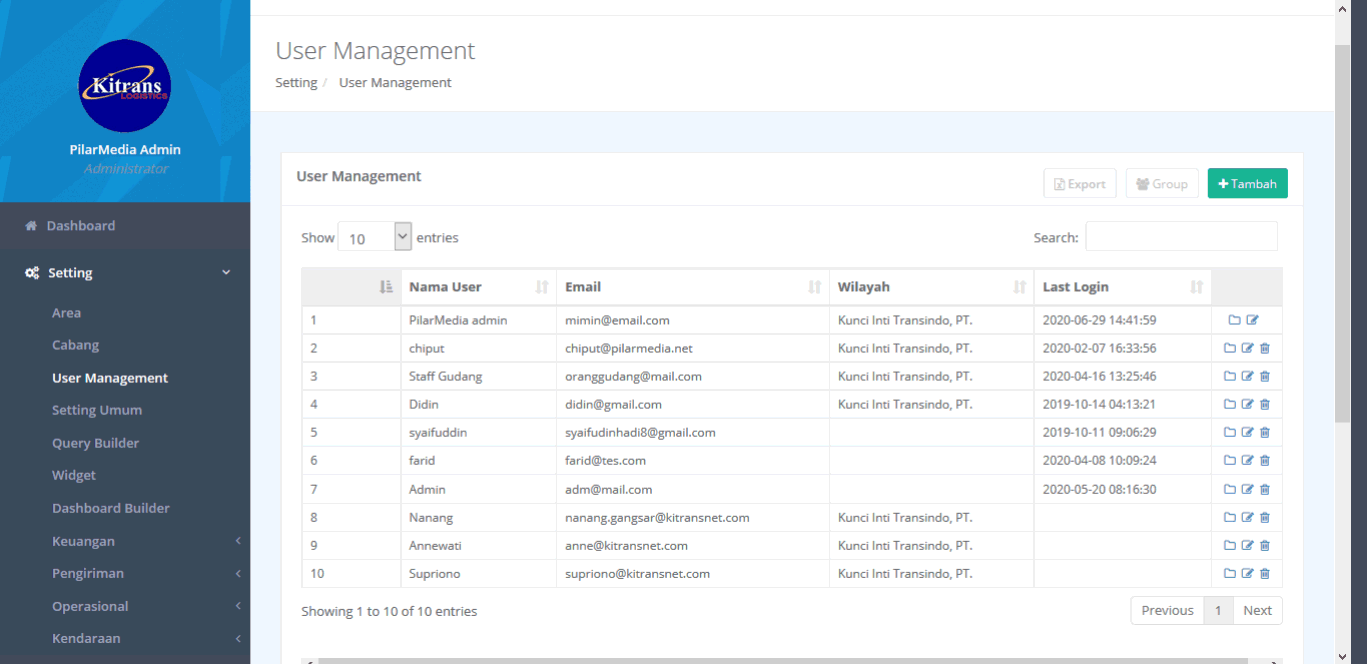 Kitrans
LOGISTICS
PilarMedia Admin
Administrator
Dashboard
Setting
Area
Cabang
User Management
Setting Umum
Query Builder
Widget
Dashboard Builder
Keuangan
Pengiriman
Operasional
Kendaraan
User Management
Setting / User Management
User Management
Export Group Tambah
Show 10 entries Search:
Nama User Email Wilayah Last Login
1 PilarMedia admin mimin@email.com Kunci Inti Transindo, PT. 2020-06-29 14:41:59
2 chiput chiput@pilarmedia.net Kunci Inti Transindo, PT. 2020-02-07 16:33:56
3 Staff Gudang oranggudang@mail.com Kunci Inti Transindo, PT. 2020-04-16 13:25:46
4 Didin didin@gmail.com Kunci Inti Transindo, PT. 2019-10-14 04:13:21
5 syaifuddin syaifudinhadi8@gmail.com 2019-10-11 09:06:29
6 farid farid@tes.com 2020-04-08 10:09:24
7 Admin adm@mail.com 2020-05-20 08:16:30
8 Nanang nanang.gangsar@kitransnet.com Kunci Inti Transindo, PT.
9 Annewati anne@kitransnet.com Kunci Inti Transindo, PT.
10 Supriono supriono@kitransnet.com Kunci Inti Transindo, PT.
Showing 1 to 10 of 10 entries
Previous 1 Next